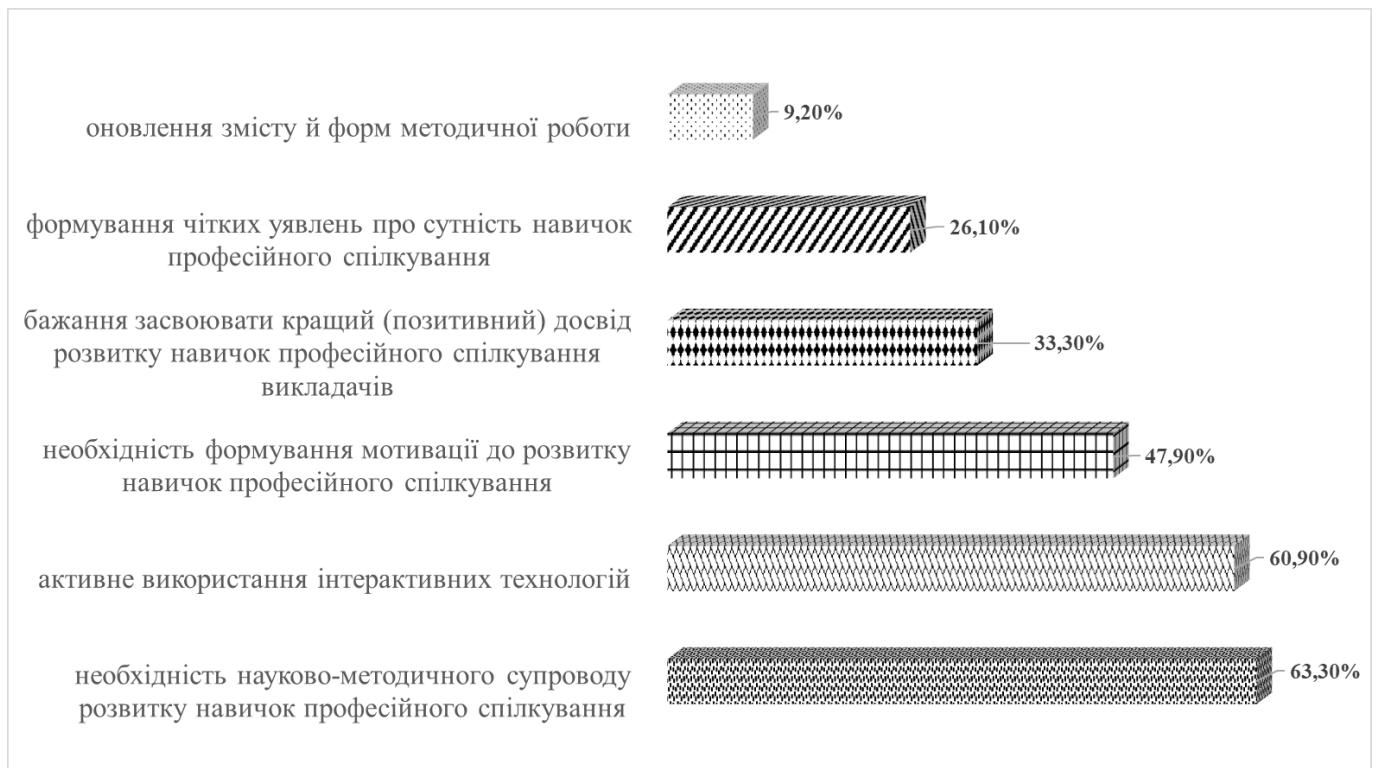 оновлення змісту й форм методичної роботи
9,20%
формування чітких уявлень про сутність навичок
професійного спілкування
26,10%
бажання засвоювати кращий (позитивний) досвід
розвитку навичок професійного спілкування
викладачів
33,30%
необхідність формування мотивації до розвитку
навичок професійного спілкування
47,90%
активне використання інтерактивних технологій
60,90%
необхідність науково-методичного супроводу
розвитку навичок професійного спілкування
63,30%